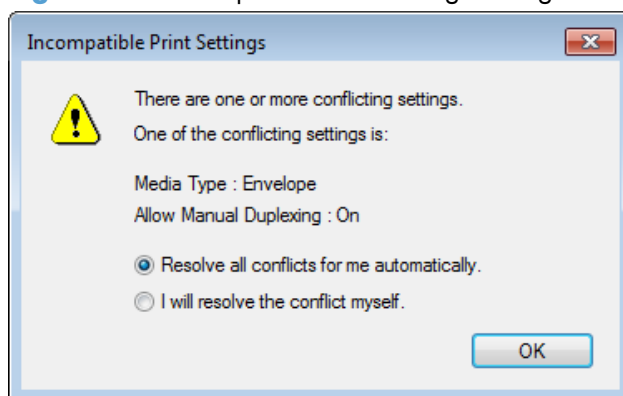 Incompatible Print Settings
There are one or more conflicting settings.
One of the conflicting settings is:
Media Type : Envelope
Allow Manual Duplexing : On
Resolve all conflicts for me automatically.
I will resolve the conflict myself.
OK